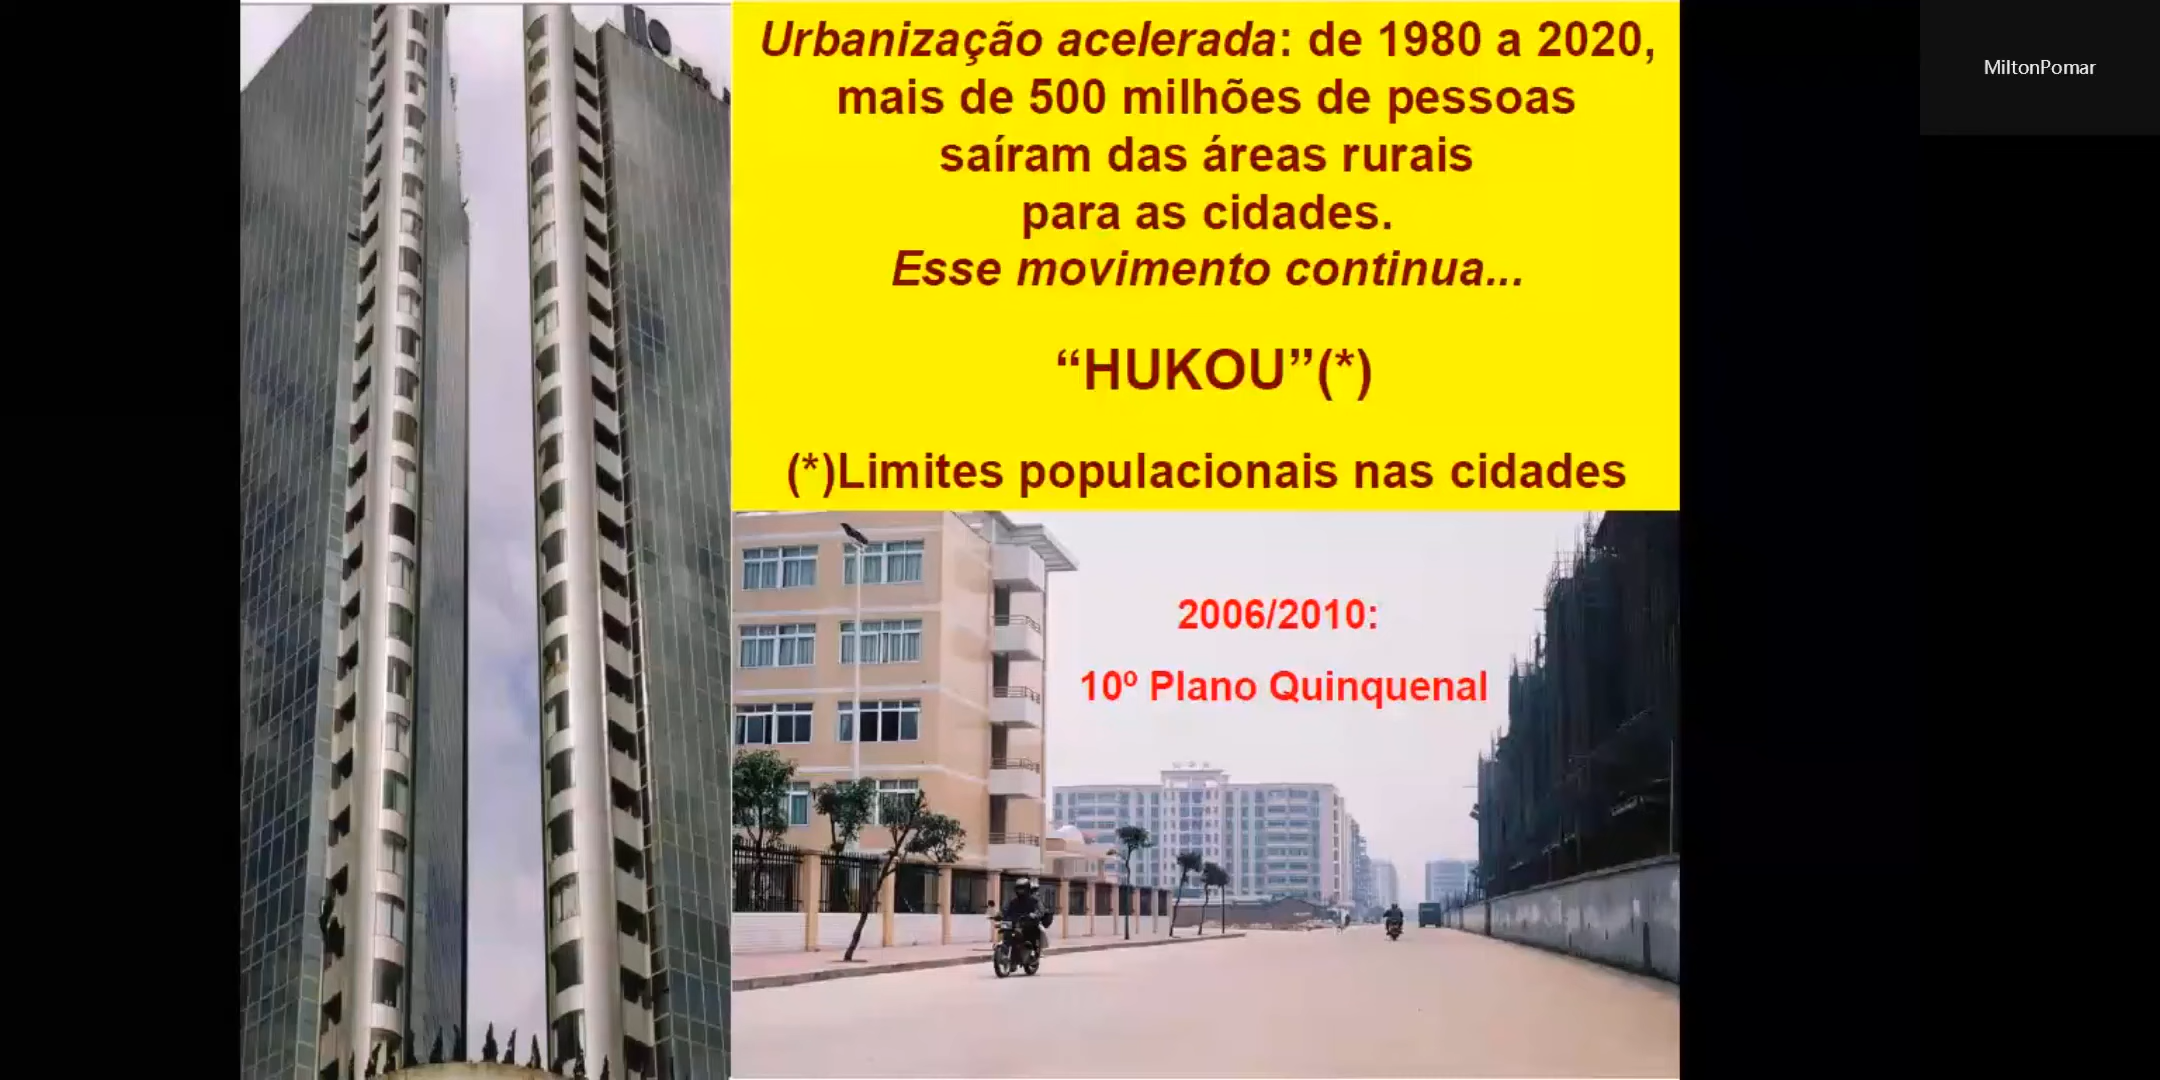 Urbanização acelerada: de 1980 a 2020,
mais de 500 milhões de pessoas
saíram das áreas rurais
para as cidades.
Esse movimento continua...
“HUKOU”(*)
(*)Limites populacionais nas cidades
2006/2010:
10º Plano Quinquenal
MiltonPomar